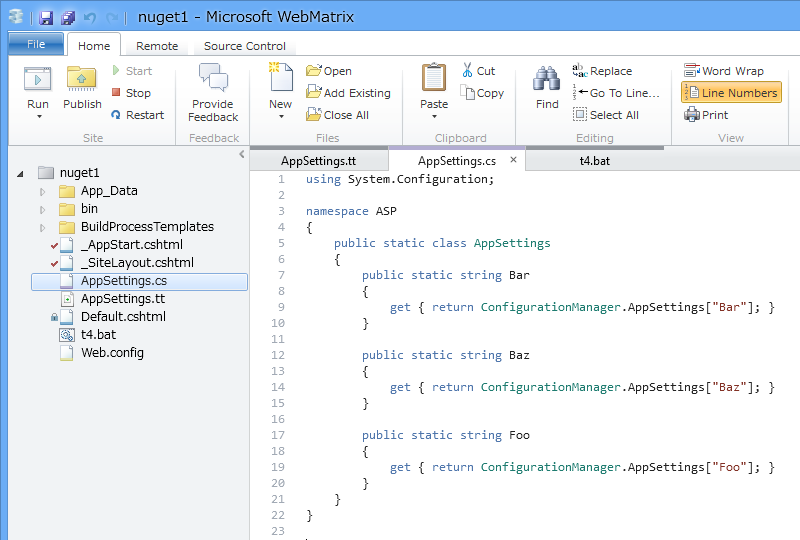 nuget1 - Microsoft WebMatrix
File Home Remote Source Control
Run
Publish
Start
Stop
Restart
Site
Provide
Feedback
Feedback
New
Open
Add Existing
Close All
Files
Paste
Cut
Copy
Clipboard
Find
Replace
Go To Line...
Select All
Editing
Word Wrap
Line Numbers
Print
View
nuget1
App_Data
bin
BuildProcessTemplates
_AppStart.cshtml
_SiteLayout.cshtml
AppSettings.cs
AppSettings.tt
Default.cshtml
t4.bat
Web.config
AppSettings.tt AppSettings.cs × t4.bat
1 using System.Configuration;
2
3 namespace ASP
4 {
5     public static class AppSettings
6     {
7         public static string Bar
8         {
9             get { return ConfigurationManager.AppSettings["Bar"]; }
10         }
11
12         public static string Baz
13         {
14             get { return ConfigurationManager.AppSettings["Baz"]; }
15         }
16
17         public static string Foo
18         {
19             get { return ConfigurationManager.AppSettings["Foo"]; }
20         }
21     }
22 }
23